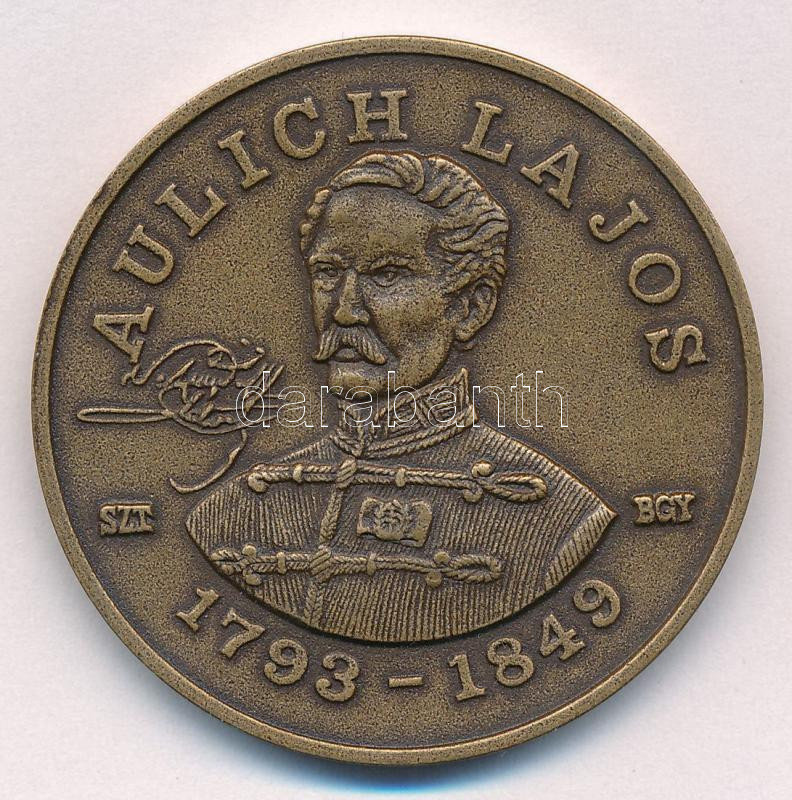 AULICH LAJOS
darabanth
SZT
BGY
1793 - 1849